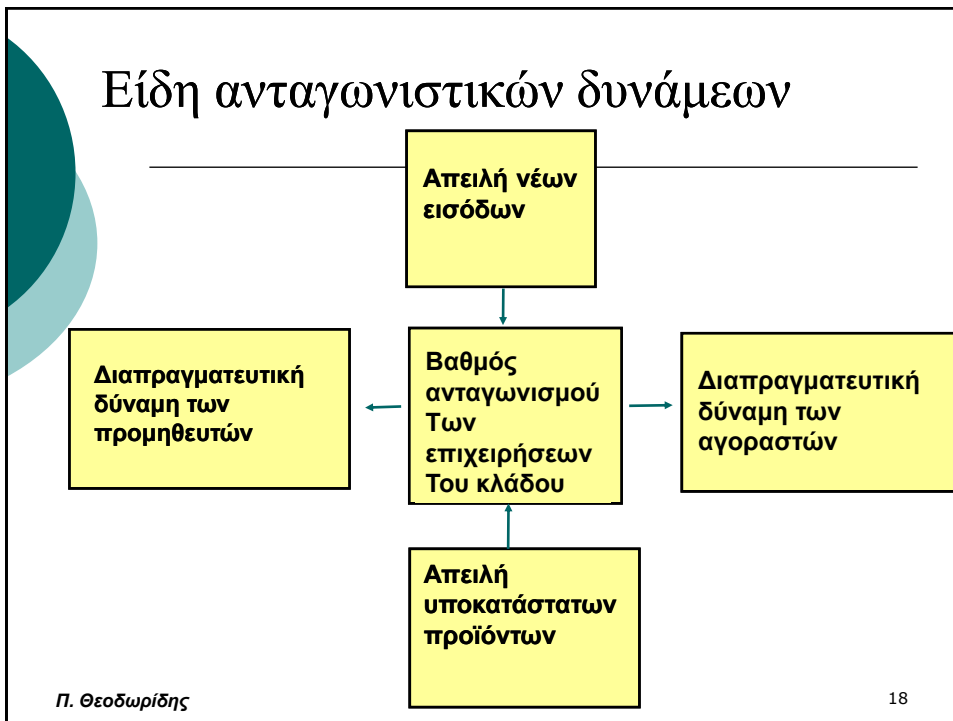 Είδη ανταγωνιστικών δυνάμεων
Απειλή νέων
εισόδων
Διαπραγματευτική
δύναμη των
προμηθευτών
Βαθμός
ανταγωνισμού
Των
επιχειρήσεων
Του κλάδου
Διαπραγματευτική
δύναμη των
αγοραστών
Απειλή
υποκατάστατων
προϊόντων
Π. Θεοδωρίδης
18